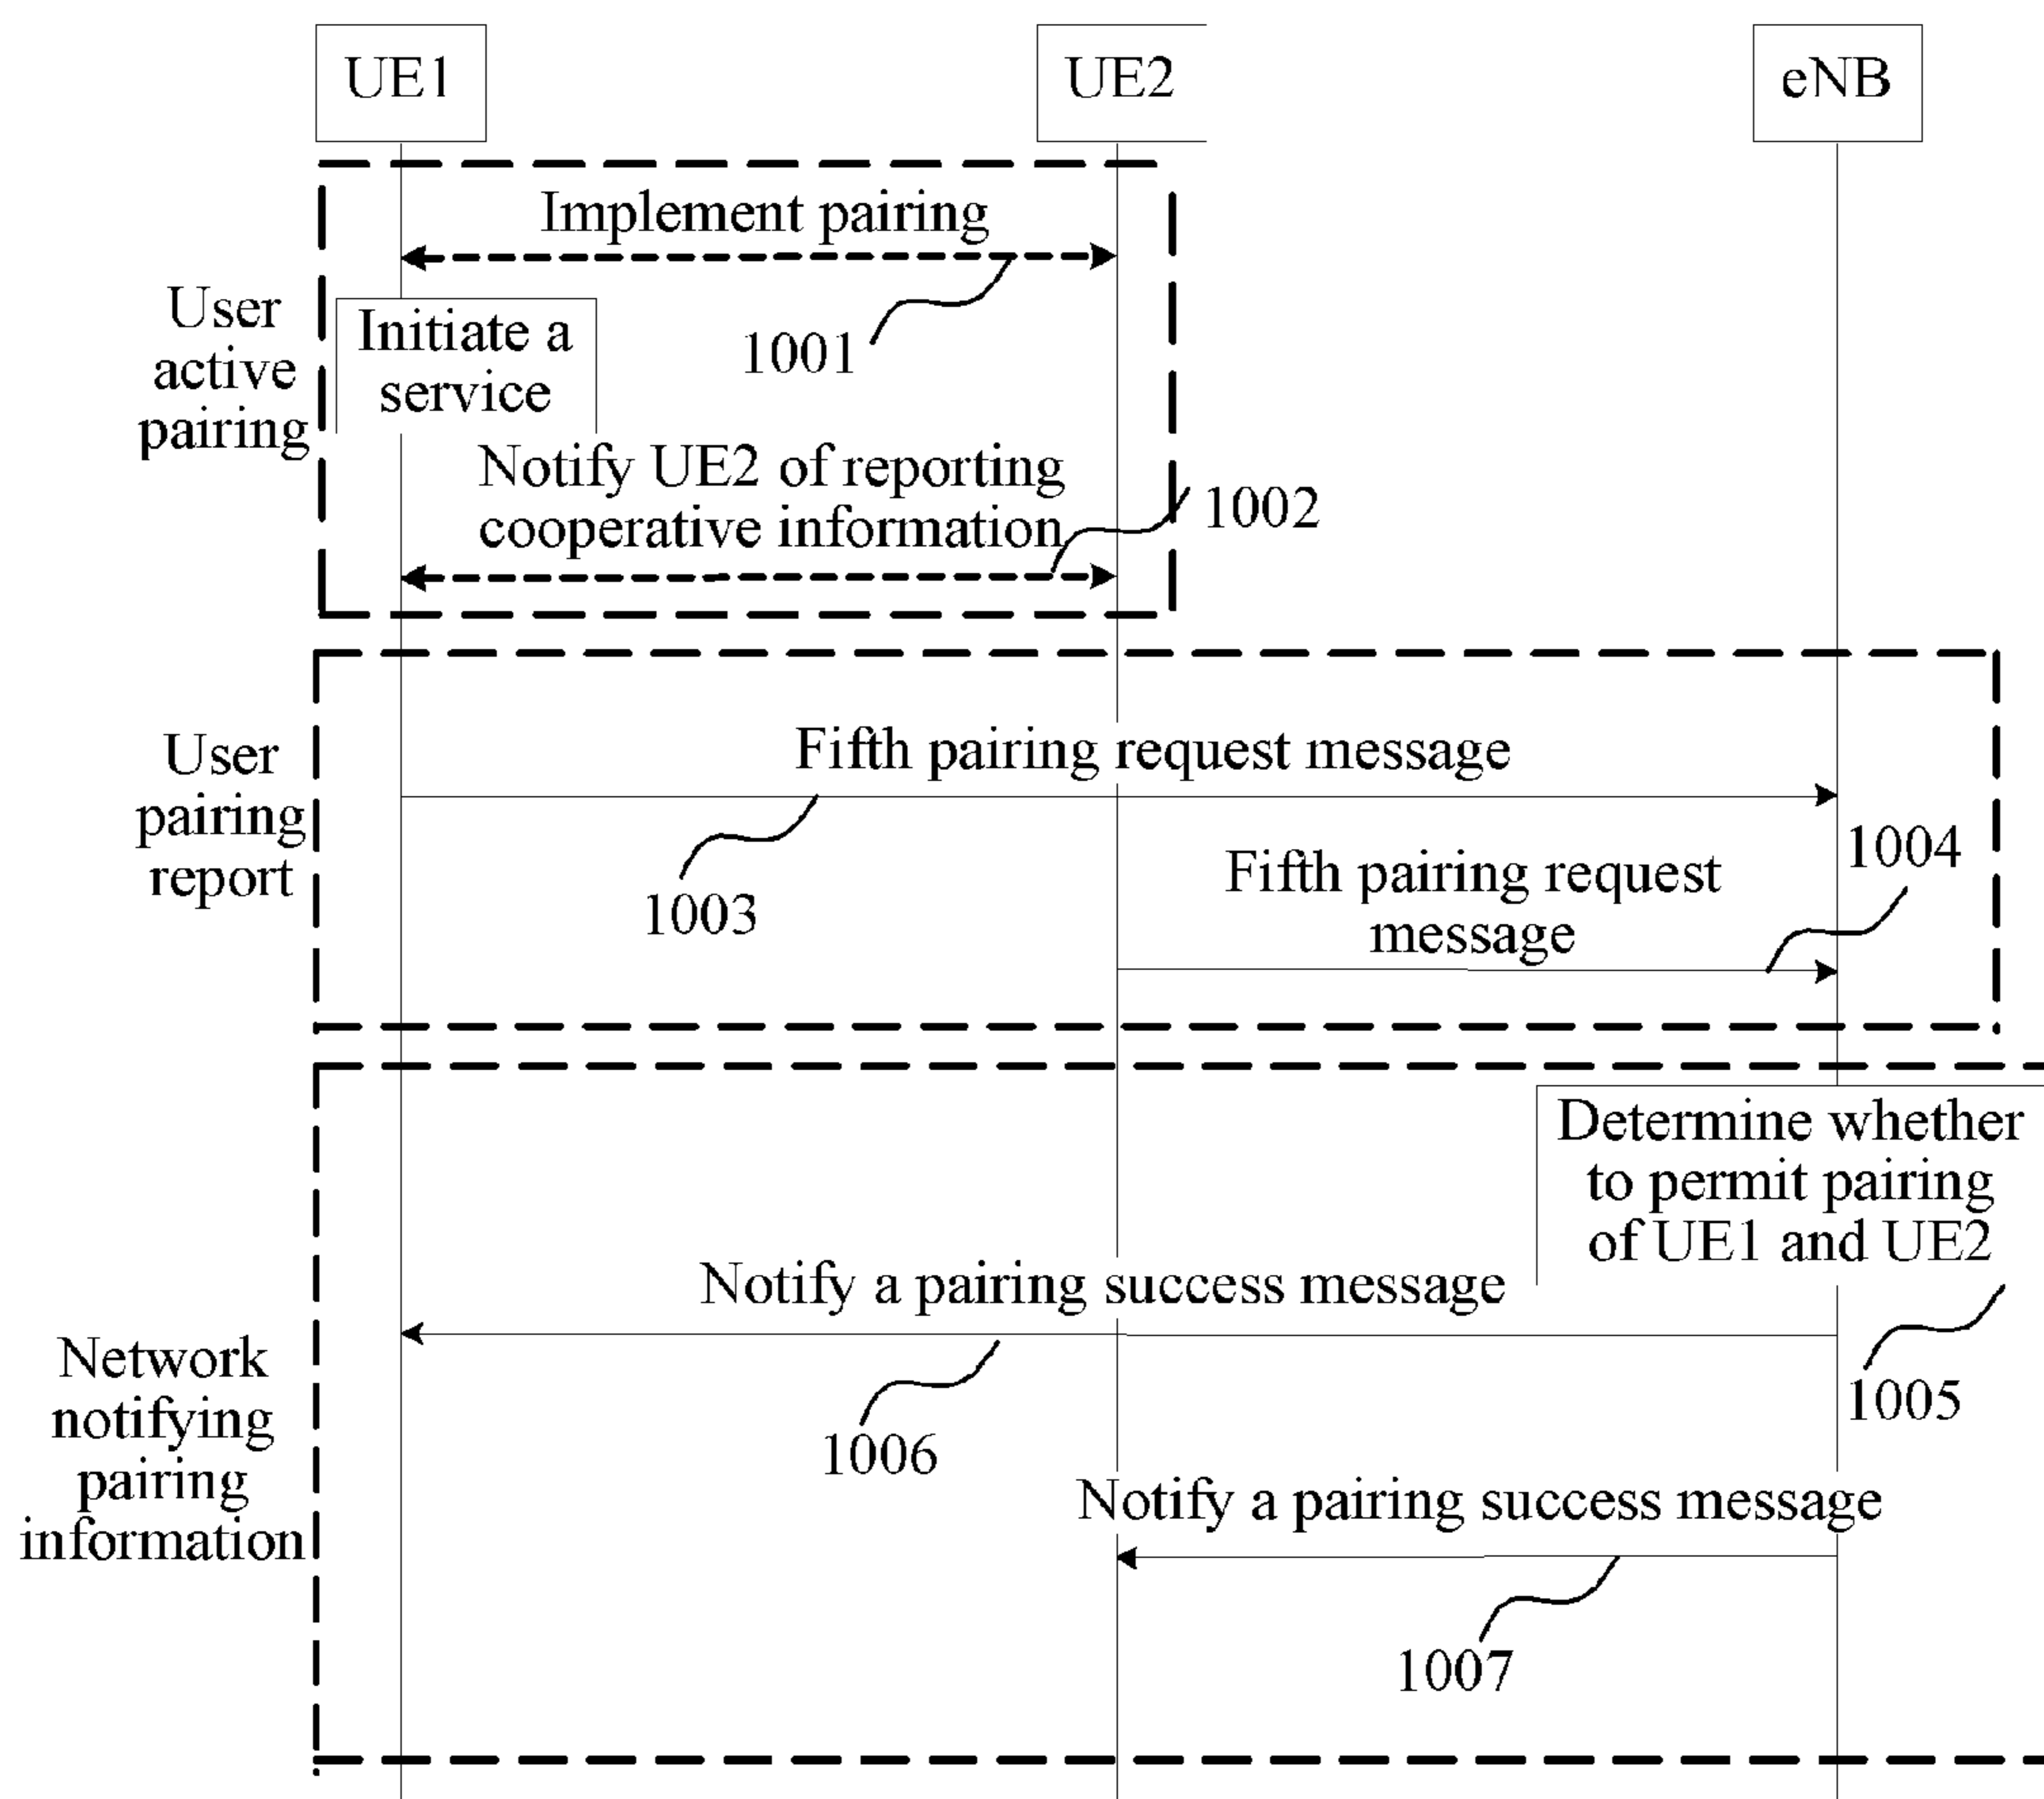 UE1
UE2
eNB
Implement pairing
1001
User
active
pairing
Initiate a
service
Notify UE2 of reporting
cooperative information
1002
User
pairing
report
Fifth pairing request message
1003
Fifth pairing request
message
1004
Network
notifying
pairing
information
Determine whether
to permit pairing
of UE1 and UE2
1005
Notify a pairing success message
1006
Notify a pairing success message
1007